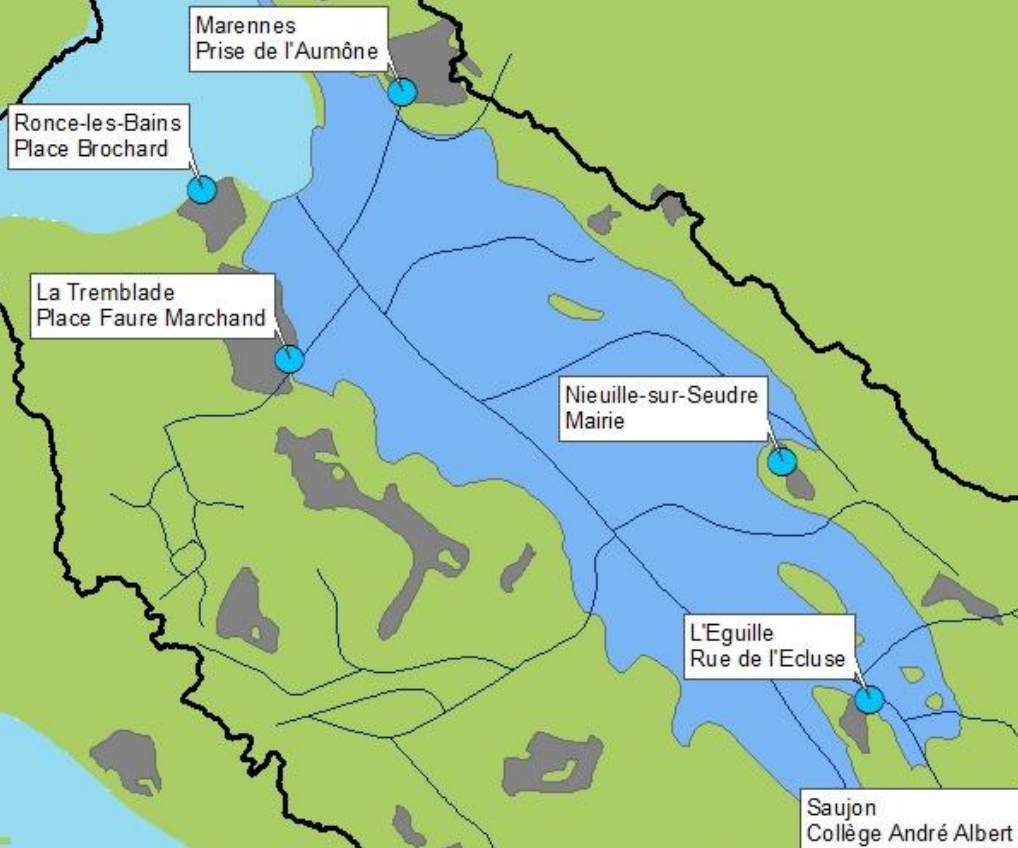 Marennes
Prise de l'Aumône
Ronce-les-Bains
Place Brochard
La Tremblade
Place Faure Marchand
Nieuille-sur-Seudre
Mairie
L'Eguille
Rue de l'Ecluse
Saujon
Collège André Albert